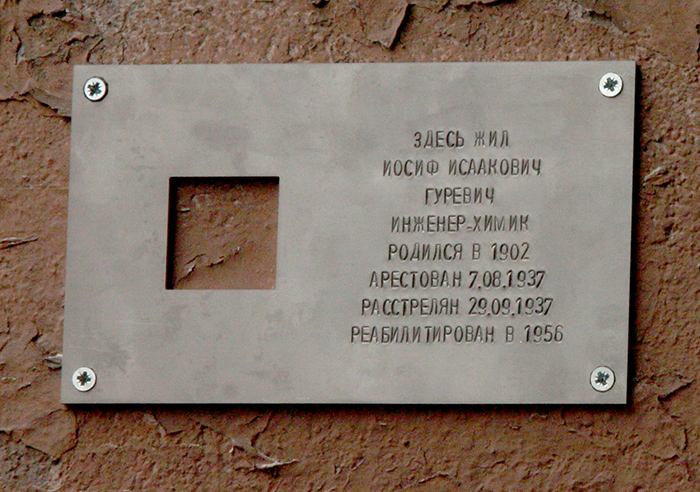 ЗДЕСЬ ЖИЛ
ИОСИФ ИСААКОВИЧ
ГУРЕВИЧ
ИНЖЕНЕР-ХИМИК
РОДИЛСЯ В 1902
АРЕСТОВАН 7.08.1937
РАССТРЕЛЯН 29.09.1937
РЕАБИЛИТИРОВАН В 1956